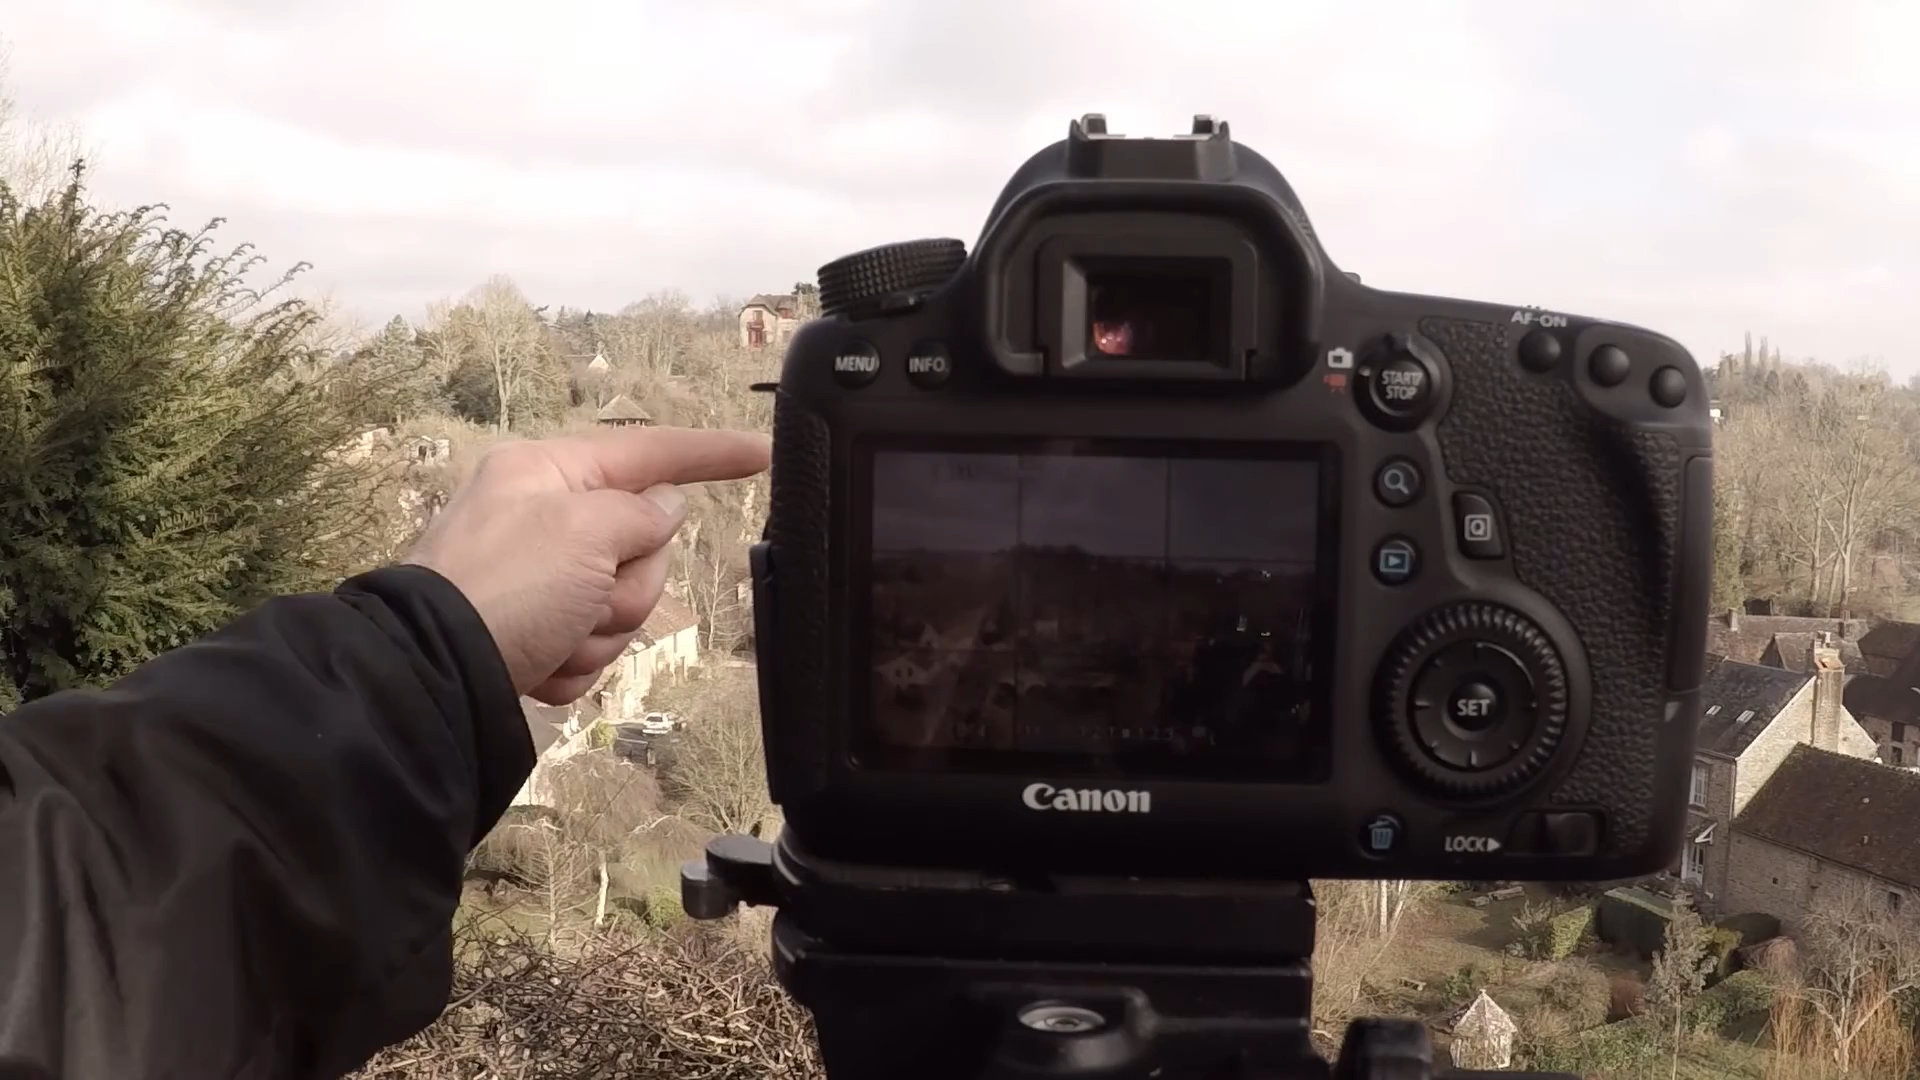 AF-ON
MENU
INFO.
START/
STOP
Q
SET
Canon
LOCK